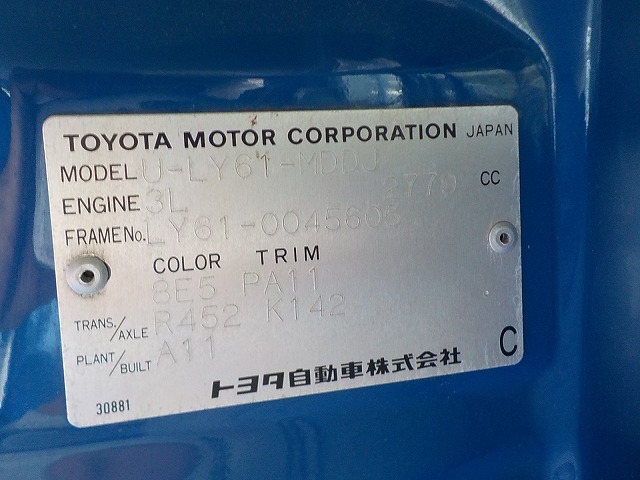 TOYOTA MOTOR CORPORATION JAPAN
MODEL U-LY61-MDDJ
ENGINE 3L 2779 CC
FRAME No. LY61-0045605
COLOR TRIM
8E5 PA11
TRANS./AXLE R452 K142
PLANT/BUILT A11
トヨタ自動車株式会社 C
30881